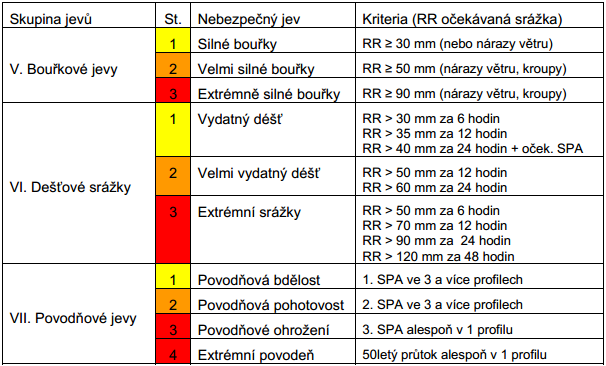 Skupina jevů St. Nebezpečný jev Kriteria (RR očekávaná srážka)
V. Bouřkové jevy
1 Silné bouřky RR ≥ 30 mm (nebo nárazy větru)
2 Velmi silné bouřky RR ≥ 50 mm (nárazy větru, kroupy)
3 Extrémně silné bouřky RR ≥ 90 mm (nárazy větru, kroupy)
VI. Dešťové srážky
1 Vydatný déšť RR > 30 mm za 6 hodin
RR > 35 mm za 12 hodin
RR > 40 mm za 24 hodin + oček. SPA
2 Velmi vydatný déšť RR > 50 mm za 12 hodin
RR > 60 mm za 24 hodin
3 Extrémní srážky RR > 50 mm za 6 hodin
RR > 70 mm za 12 hodin
RR > 90 mm za 24 hodin
RR > 120 mm za 48 hodin
VII. Povodňové jevy
1 Povodňová bdělost 1. SPA ve 3 a více profilech
2 Povodňová pohotovost 2. SPA ve 3 a více profilech
3 Povodňové ohrožení 3. SPA alespoň v 1 profilu
4 Extrémní povodeň 50letý průtok alespoň v 1 profilu